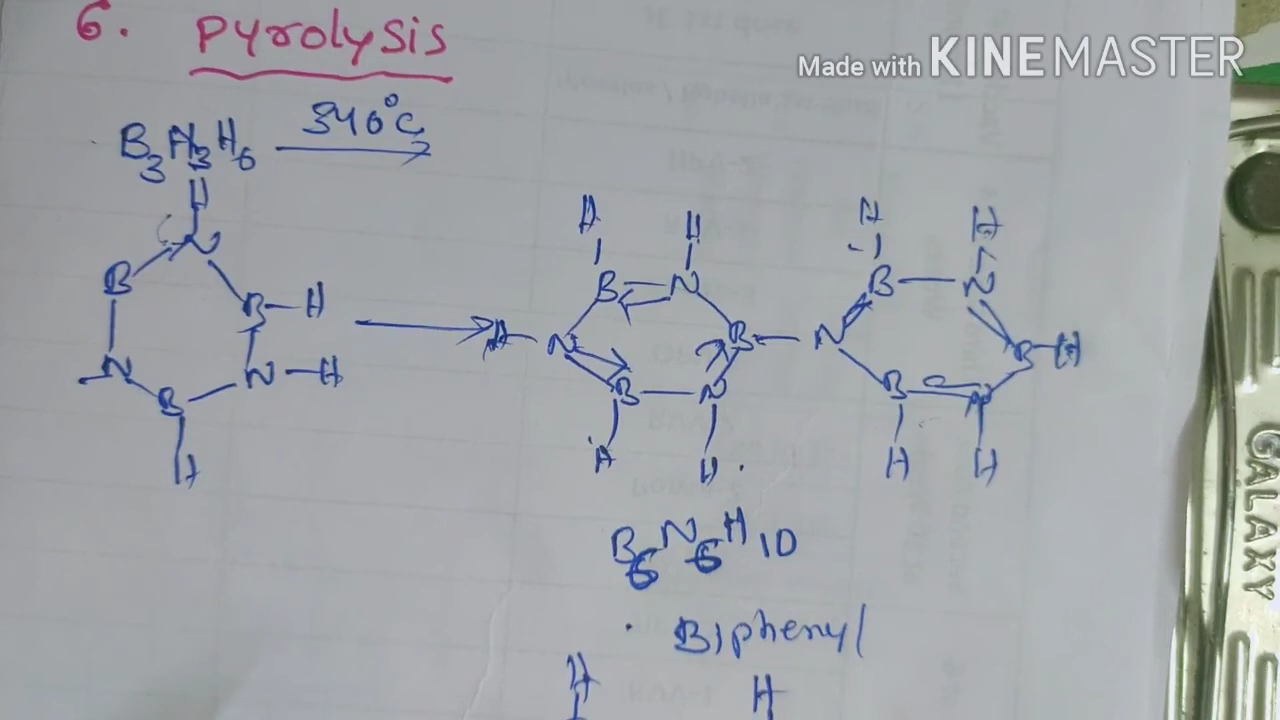 6. Pyrolysis
Made with KINEMASTER
B3N3H6 340°C
H
N
B
B-H
N
N-H
B
H
H
H
B=N
H-N
B-
B-N
H
H
H
H
N
B-N
B-H
B=N
H
H
B6N6H10
Biphenyl
H
H
GALAXY